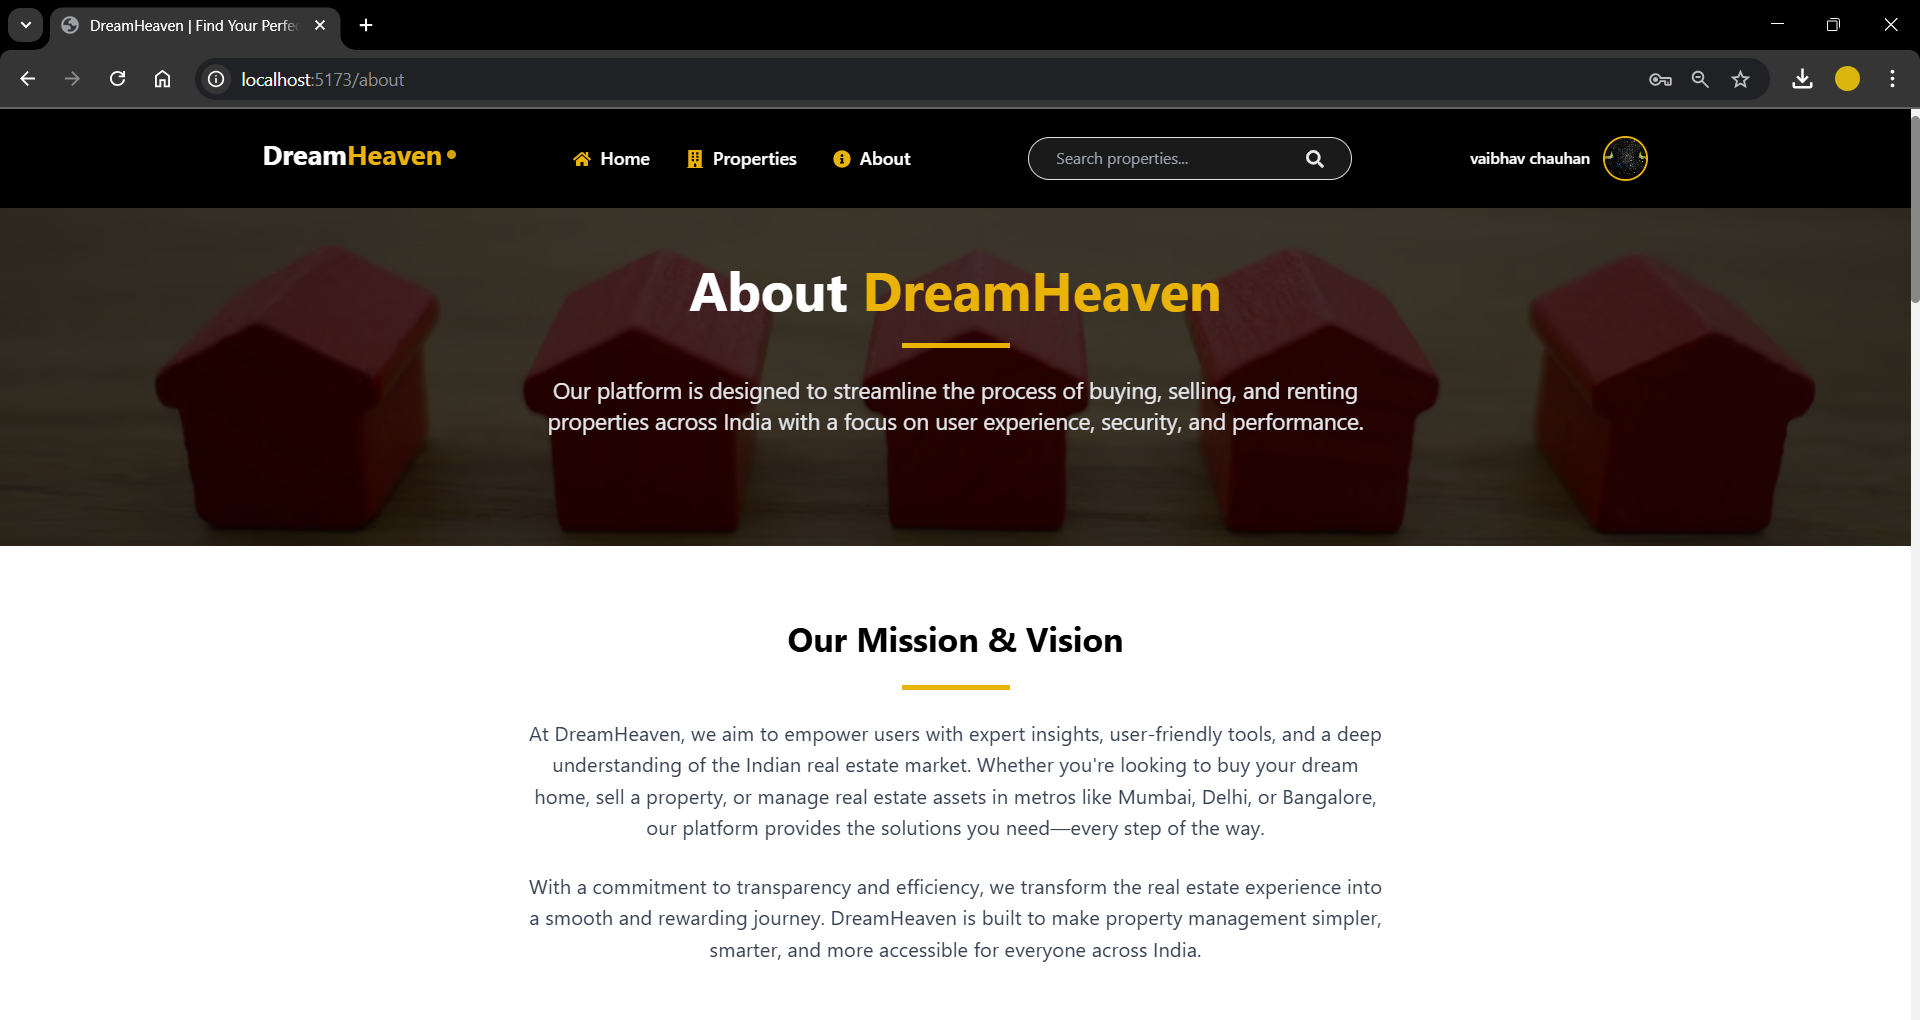 DreamHeaven | Find Your Perfe
localhost:5173/about
DreamHeaven
Home
Properties
About
Search properties...
vaibhav chauhan
About DreamHeaven
Our platform is designed to streamline the process of buying, selling, and renting
properties across India with a focus on user experience, security, and performance.
Our Mission & Vision
At DreamHeaven, we aim to empower users with expert insights, user-friendly tools, and a deep
understanding of the Indian real estate market. Whether you're looking to buy your dream
home, sell a property, or manage real estate assets in metros like Mumbai, Delhi, or Bangalore,
our platform provides the solutions you need—every step of the way.
With a commitment to transparency and efficiency, we transform the real estate experience into
a smooth and rewarding journey. DreamHeaven is built to make property management simpler,
smarter, and more accessible for everyone across India.